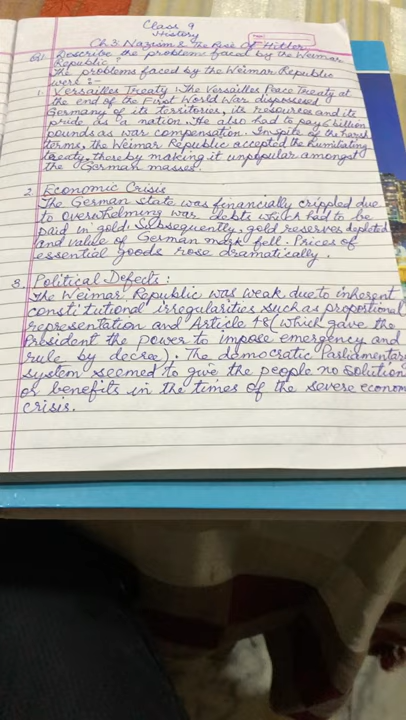 Class 9
History
Ch 3: Nazism & The Rise Of Hitler
Q1. Describe the problems faced by the Weimar
Republic?
The problems faced by the Weimar Republic
were :-
1. Versailles Treaty The Versailles Peace Treaty at
the end of the First World War dispossed
Germany of its territories, its resources and its
pride as a nation. He also had to pay 6 billion
pounds as war compensation. Inspite of the harsh
terms, the Weimar Republic accepted the humiliating
treaty, thereby making it unpopular amongst
the German masses.
2. Economic Crisis
The German State was financially crippled due
to overwhelming war debts which had to be
paid in gold. Subsequently, gold reserves depleted
and value of German mark fell. Prices of
essential goods rose dramatically.
3. Political Defects :
The Weimar Republic was weak due to inherent
constitutional irregularities such as proportional
representation and Article 48 (which gave the
President the power to impose emergency and
rule by decree). The democratic Parliamentary
system seemed to give the people no solution
or benefits in the times of the severe econom
crisis.